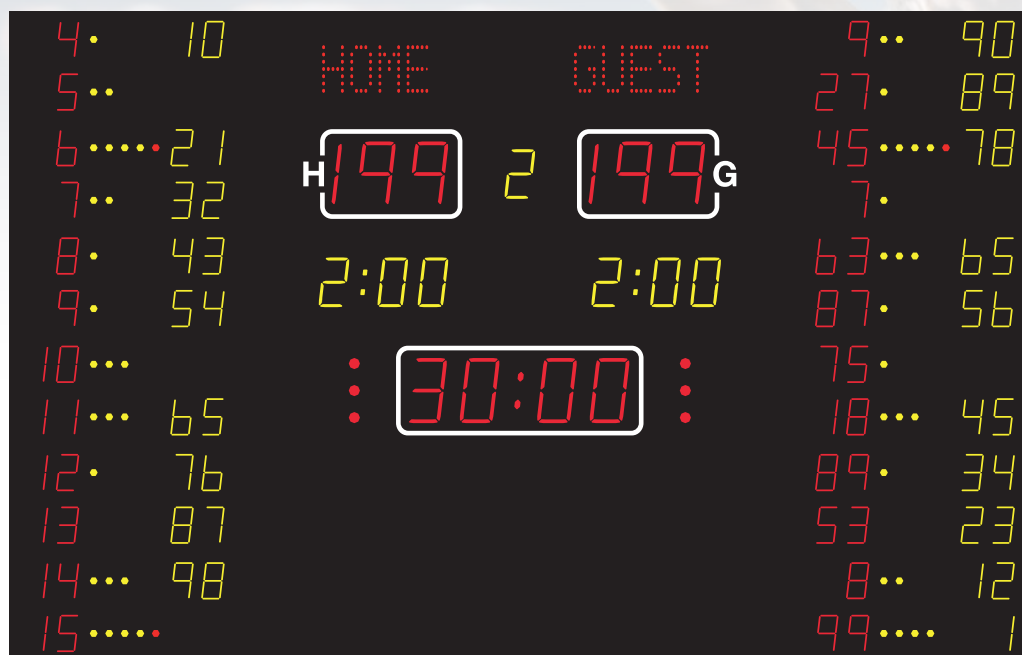 4 10 HOME GUEST 9 90
5 27 89
6 21 H 199 2 199 G 45 78
7 32 7
8 43 2:00 2:00 63 65
9 54 87 56
10 30:00 75
11 65 18 45
12 76 89 34
13 87 53 23
14 98 8 12
15 99 1